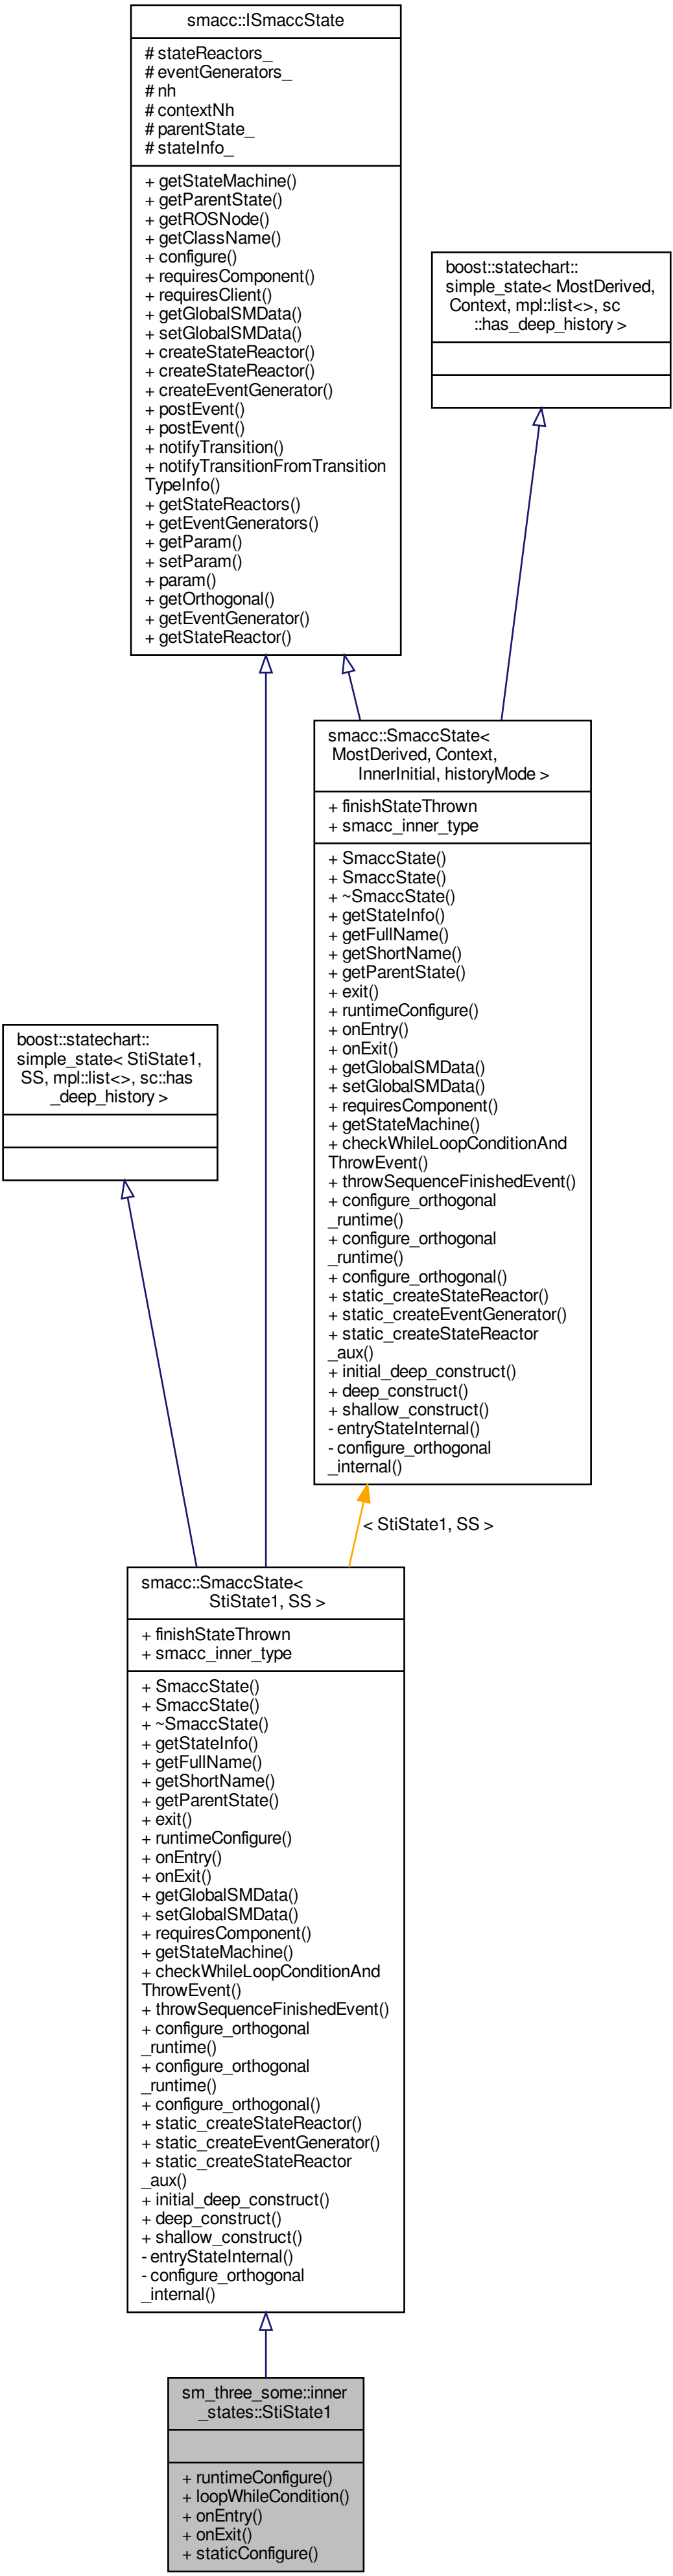 smacc::ISmaccState
# stateReactors_
# eventGenerators_
# nh
# contextNh
# parentState_
# stateInfo_
+ getStateMachine()
+ getParentState()
+ getROSNode()
+ getClassName()
+ configure()
+ requiresComponent()
+ requiresClient()
+ getGlobalSMData()
+ setGlobalSMData()
+ createStateReactor()
+ createStateReactor()
+ createEventGenerator()
+ postEvent()
+ postEvent()
+ notifyTransition()
+ notifyTransitionFromTransition
TypeInfo()
+ getStateReactors()
+ getEventGenerators()
+ getParam()
+ setParam()
+ param()
+ getOrthogonal()
+ getEventGenerator()
+ getStateReactor()
boost::statechart::
simple_state< MostDerived,
Context, mpl::list<>, sc
::has_deep_history >
smacc::SmaccState<
MostDerived, Context,
InnerInitial, historyMode >
+ finishStateThrown
+ smacc_inner_type
+ SmaccState()
+ SmaccState()
+ ~SmaccState()
+ getStateInfo()
+ getFullName()
+ getShortName()
+ getParentState()
+ exit()
+ runtimeConfigure()
+ onEntry()
+ onExit()
+ getGlobalSMData()
+ setGlobalSMData()
+ requiresComponent()
+ getStateMachine()
+ checkWhileLoopConditionAnd
ThrowEvent()
+ throwSequenceFinishedEvent()
+ configure_orthogonal
_runtime()
+ configure_orthogonal
_runtime()
+ configure_orthogonal()
+ static_createStateReactor()
+ static_createEventGenerator()
+ static_createStateReactor
_aux()
+ initial_deep_construct()
+ deep_construct()
+ shallow_construct()
- entryStateInternal()
- configure_orthogonal
_internal()
boost::statechart::
simple_state< StiState1,
SS, mpl::list<>, sc::has
_deep_history >
< StiState1, SS >
smacc::SmaccState<
StiState1, SS >
+ finishStateThrown
+ smacc_inner_type
+ SmaccState()
+ SmaccState()
+ ~SmaccState()
+ getStateInfo()
+ getFullName()
+ getShortName()
+ getParentState()
+ exit()
+ runtimeConfigure()
+ onEntry()
+ onExit()
+ getGlobalSMData()
+ setGlobalSMData()
+ requiresComponent()
+ getStateMachine()
+ checkWhileLoopConditionAnd
ThrowEvent()
+ throwSequenceFinishedEvent()
+ configure_orthogonal
_runtime()
+ configure_orthogonal
_runtime()
+ configure_orthogonal()
+ static_createStateReactor()
+ static_createEventGenerator()
+ static_createStateReactor
_aux()
+ initial_deep_construct()
+ deep_construct()
+ shallow_construct()
- entryStateInternal()
- configure_orthogonal
_internal()
sm_three_some::inner
_states::StiState1
+ runtimeConfigure()
+ loopWhileCondition()
+ onEntry()
+ onExit()
+ staticConfigure()